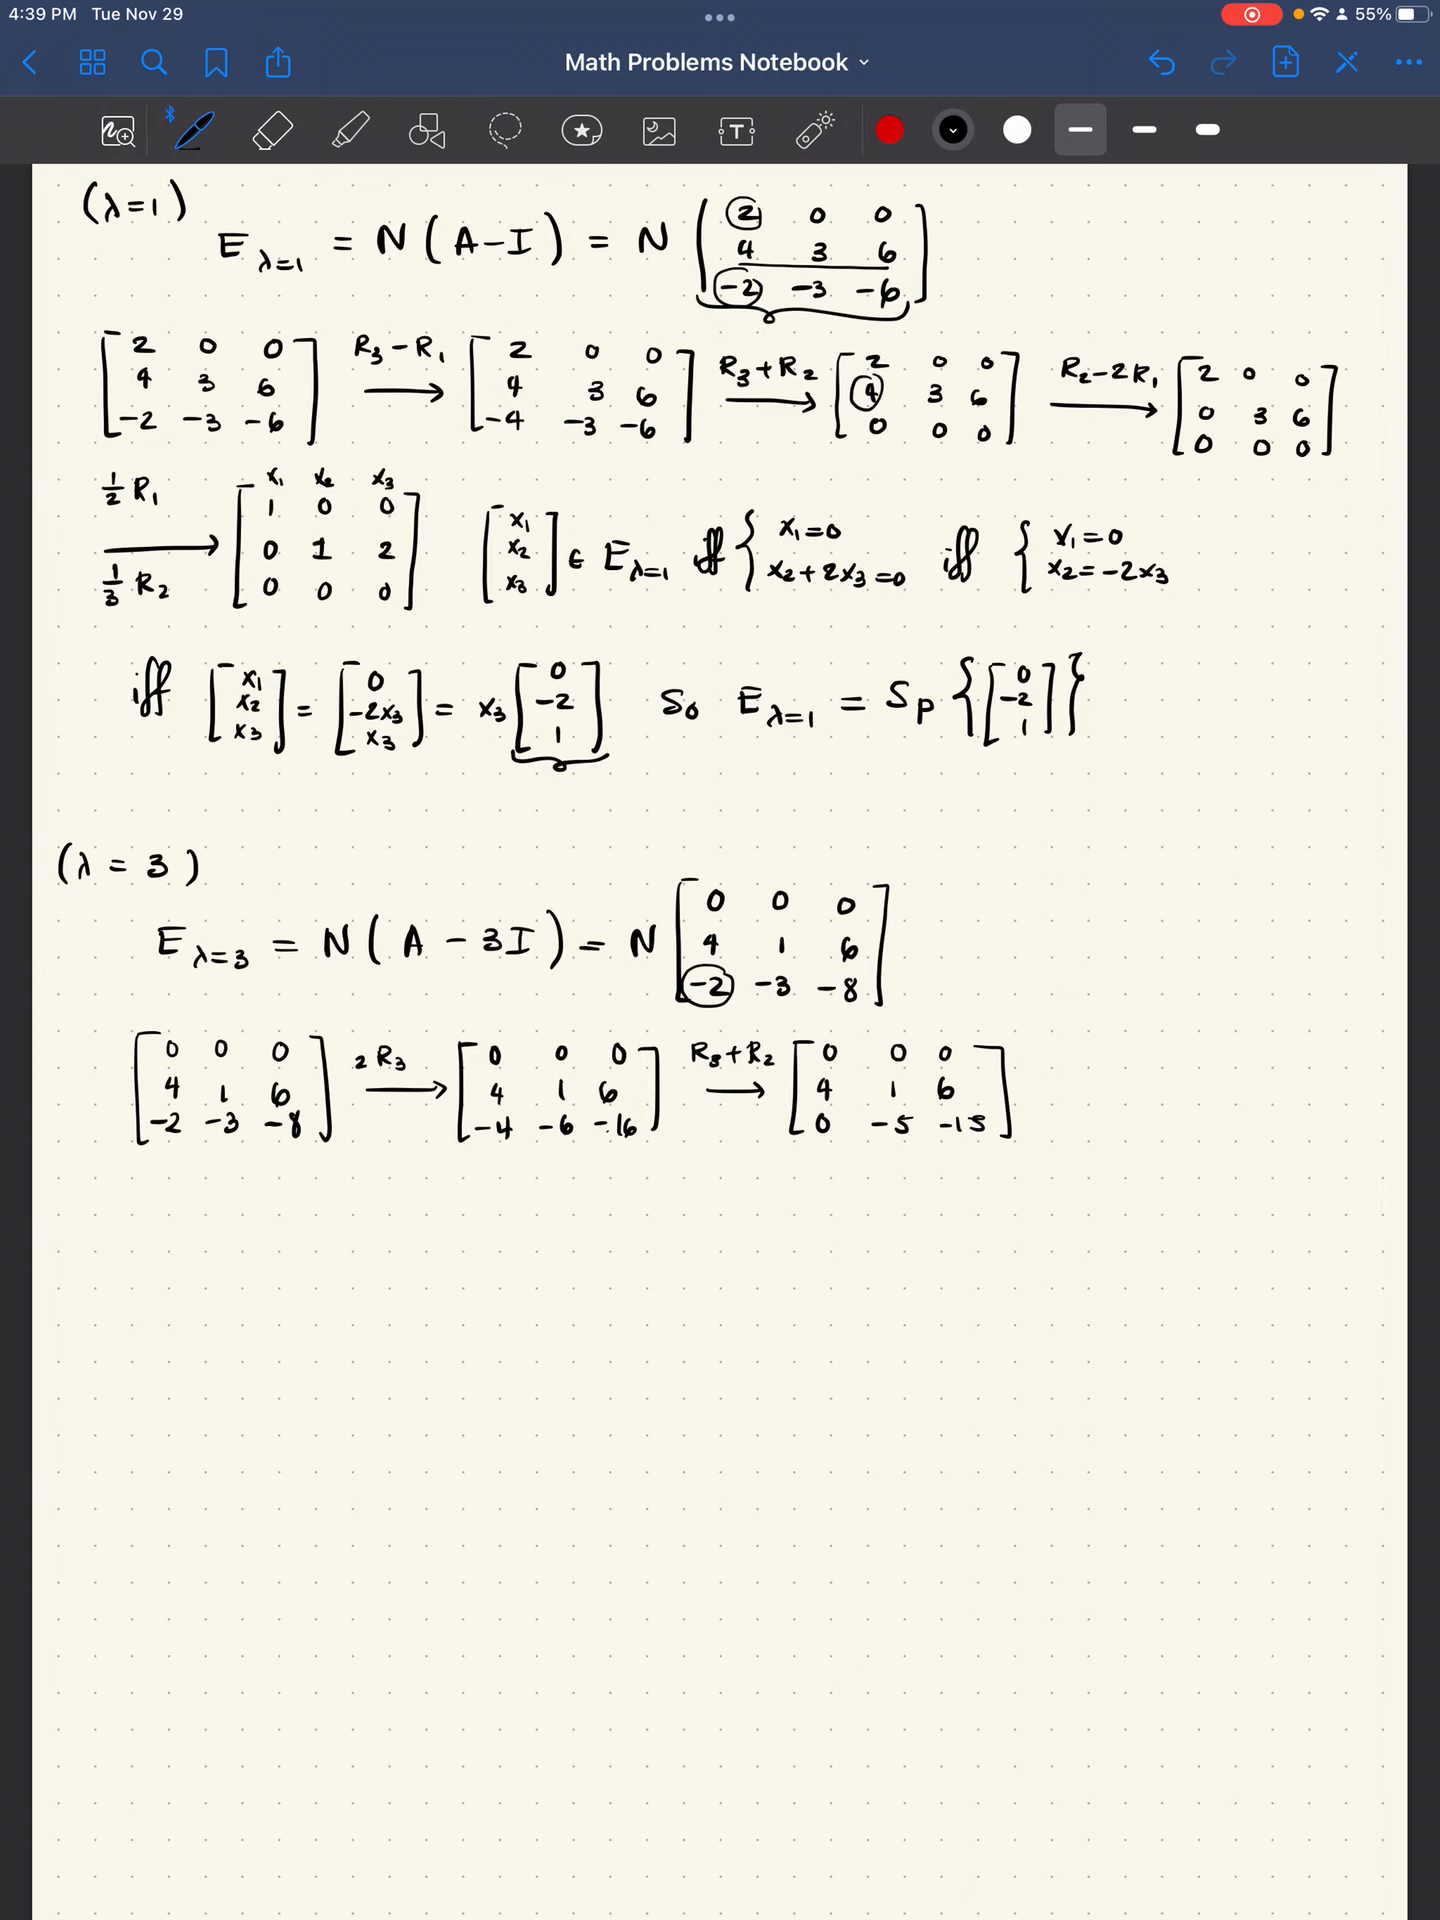 4:39 PM Tue Nov 29
55%
Math Problems Notebook
(λ=1)
E λ=1 = N(A-I) = N [2 0 0
4 3 6
-2 -3 -6]
[2 0 0
4 3 6
-2 -3 -6] R3-R1 → [2 0 0
4 3 6
-4 -3 -6] R3+R2 → [2 0 0
4 3 6
0 0 0] R2-2R1 → [2 0 0
0 3 6
0 0 0]
1/2 R1
1/3 R2 → x1 x2 x3
[1 0 0
0 1 2
0 0 0] [x1
x2
x3] ∈ E λ=1 iff { x1=0
x2+2x3=0 iff { x1=0
x2=-2x3
iff [x1
x2
x3] = [0
-2x3
x3] = x3 [0
-2
1] So E λ=1 = Sp {[0
-2
1]}
(λ = 3)
E λ=3 = N(A - 3I) = N [0 0 0
4 1 6
-2 -3 -8]
[0 0 0
4 1 6
-2 -3 -8] 2R3 → [0 0 0
4 1 6
-4 -6 -16] R3+R2 → [0 0 0
4 1 6
0 -5 -15]